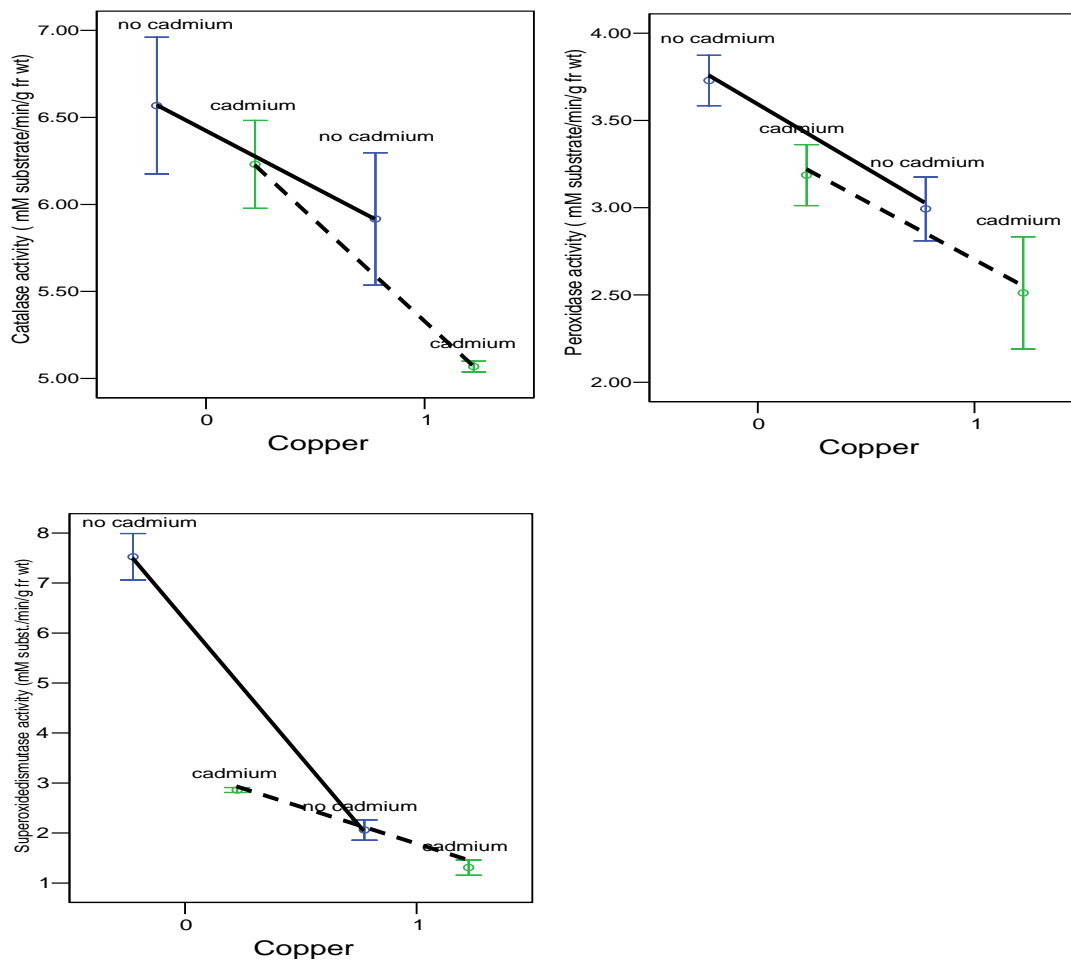 Catalase activity ( mM substrate/min/g fr wt)
7.00
6.50
6.00
5.50
5.00
no cadmium
cadmium
no cadmium
cadmium
0
1
Copper
Peroxidase activity ( mM substrate/min/g fr wt)
4.00
3.50
3.00
2.50
2.00
no cadmium
cadmium
no cadmium
cadmium
0
1
Copper
Superoxidedismutase activity (mM subst./min/g fr wt)
8
7
6
5
4
3
2
1
no cadmium
cadmium
no cadmium
cadmium
0
1
Copper